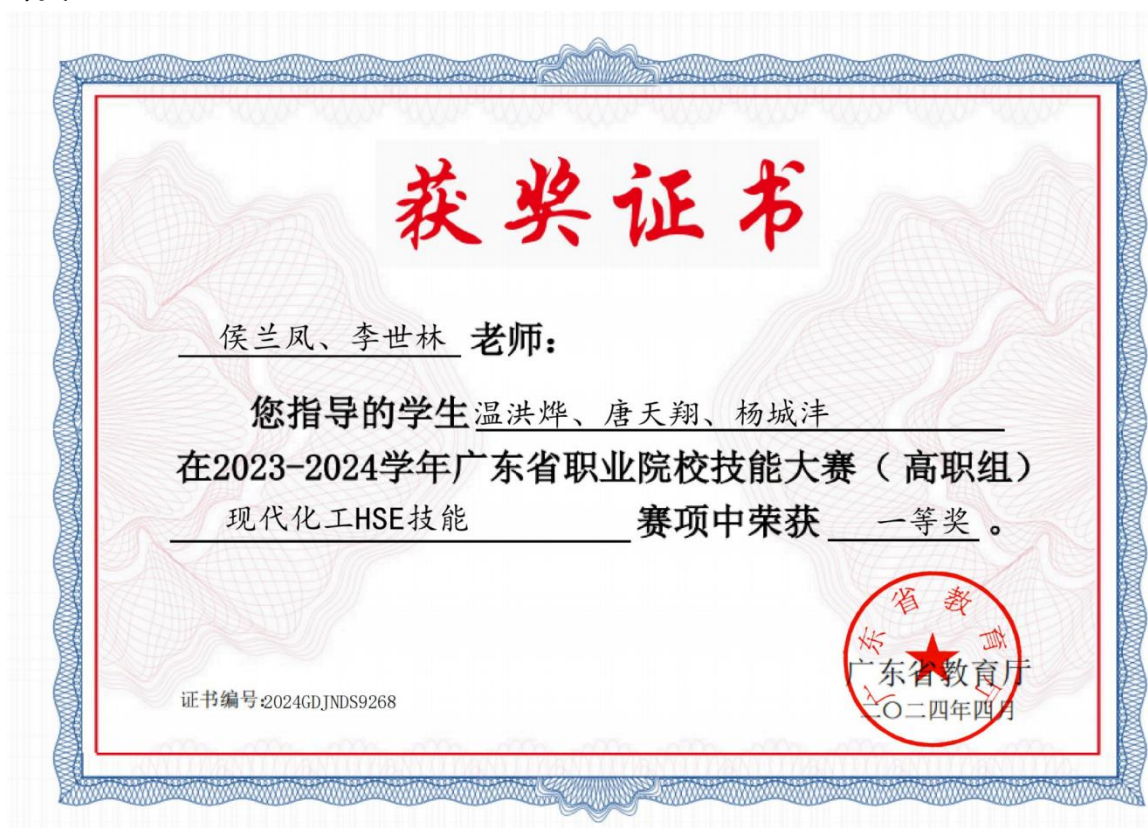 获奖证书
侯兰凤、李世林 老师：
您指导的学生温洪烨、唐天翔、杨城沣
在2023-2024学年广东省职业院校技能大赛（高职组）
现代化工HSE技能 赛项中荣获 一等奖 。
广东省教育厅
证书编号:2024GDJNDS9268
广东省教育厅
二〇二四年四月